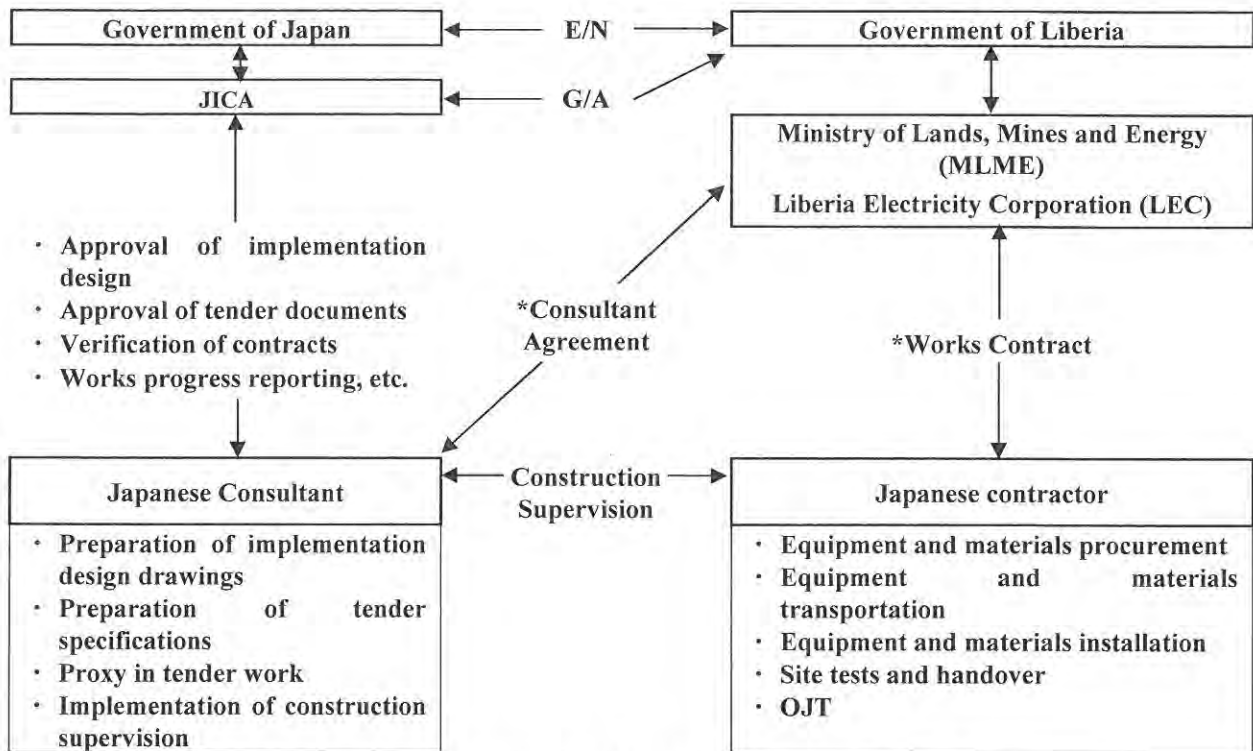 Government of Japan
E/N
Government of Liberia
JICA
G/A
Ministry of Lands, Mines and Energy
(MLME)
Liberia Electricity Corporation (LEC)
· Approval of implementation
design
· Approval of tender documents
· Verification of contracts
· Works progress reporting, etc.
*Consultant
Agreement
*Works Contract
Japanese Consultant
Construction
Supervision
Japanese contractor
· Preparation of implementation
design drawings
· Preparation of tender
specifications
· Proxy in tender work
· Implementation of construction
supervision
· Equipment and materials procurement
· Equipment and materials
transportation
· Equipment and materials installation
· Site tests and handover
· OJT